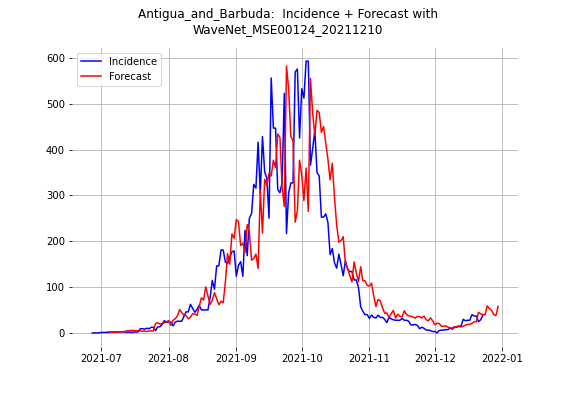 Antigua_and_Barbuda:  Incidence + Forecast with
WaveNet_MSE00124_20211210
Incidence
Forecast
600
500
400
300
200
100
0
2021-07 2021-08 2021-09 2021-10 2021-11 2021-12 2022-01